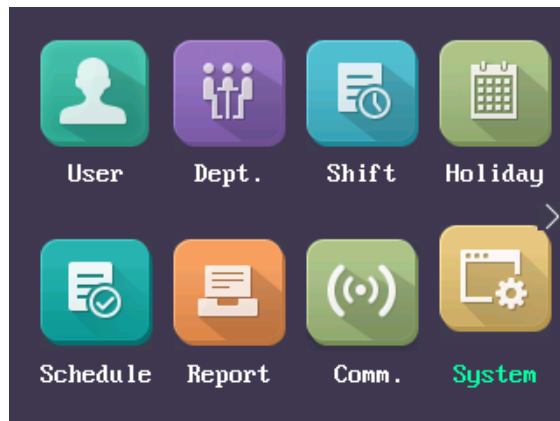 User Dept. Shift Holiday
Schedule Report Comm. System